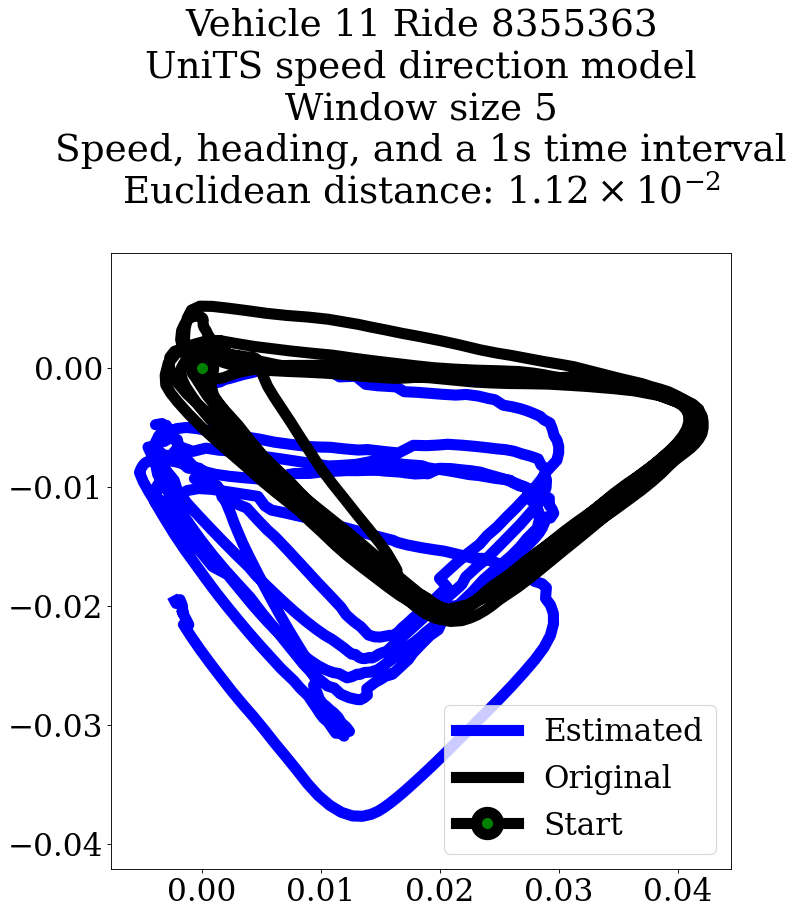 Vehicle 11 Ride 8355363
UniTS speed direction model
Window size 5
Speed, heading, and a 1s time interval
Euclidean distance: 1.12 × 10⁻²
0.00
−0.01
−0.02
−0.03
−0.04
Estimated
Original
Start
0.00 0.01 0.02 0.03 0.04